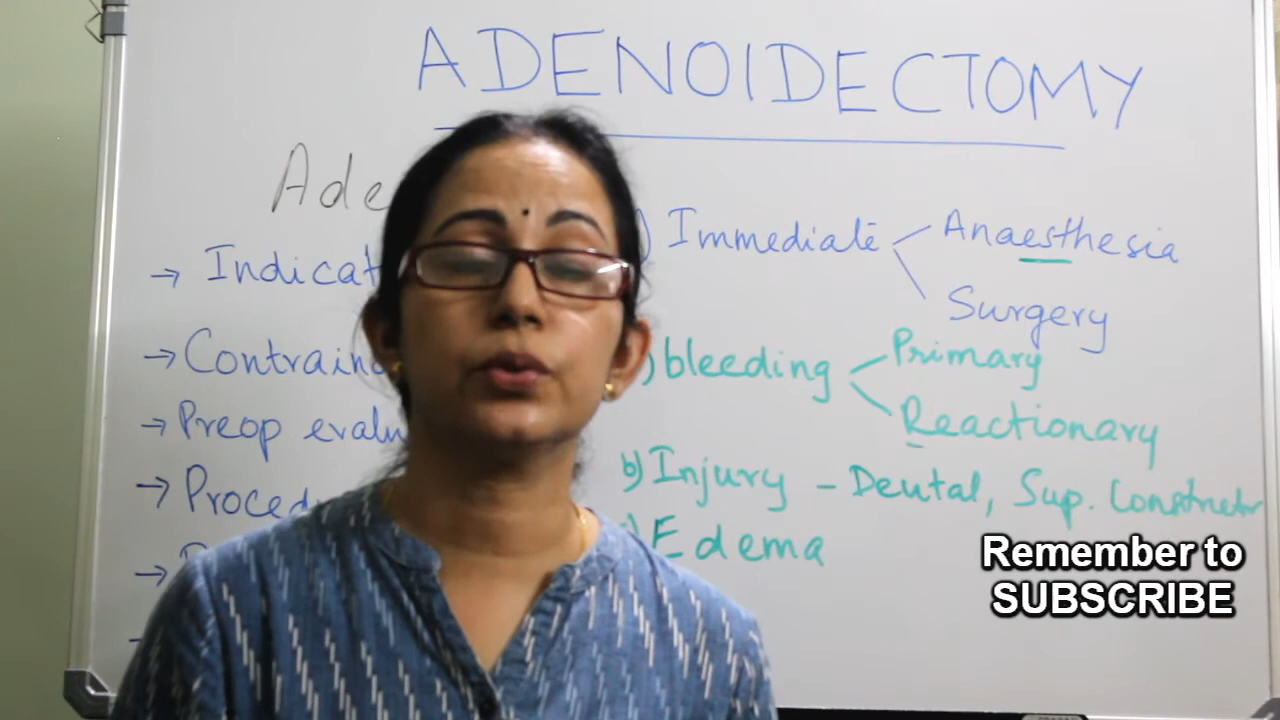 ADENOIDECTOMY
Ade
→ Indicat
→ Contraind
→ Preop evalu
→ Proced
→
) Immediate
Anaesthesia
Surgery
) bleeding
Primary
Reactionary
b) Injury - Dental, Sup. Constrictor
) Edema
Remember to
SUBSCRIBE